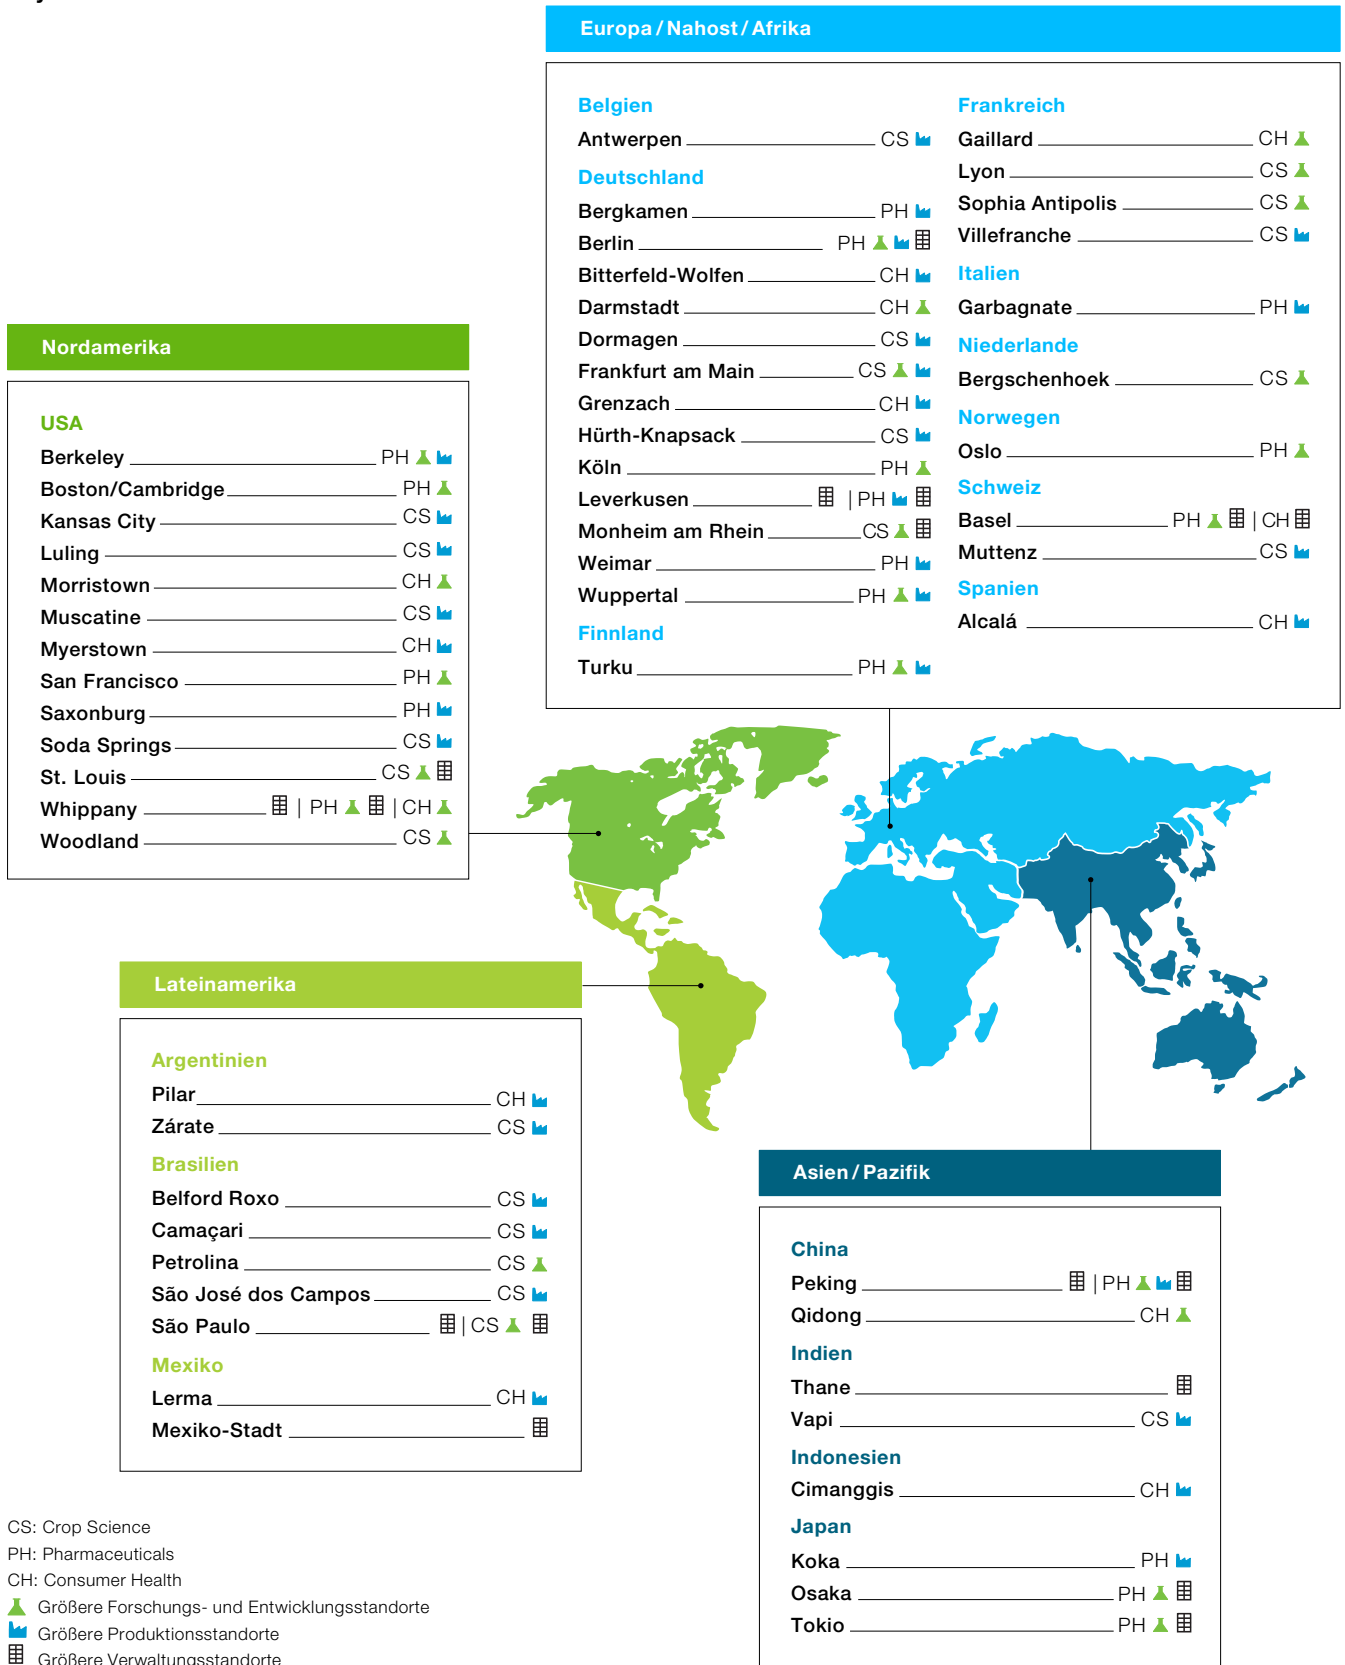 Europa / Nahost / Afrika
Belgien
Antwerpen CS
Deutschland
Bergkamen PH
Berlin PH
Bitterfeld-Wolfen CH
Darmstadt CH
Dormagen CS
Frankfurt am Main CS
Grenzach CH
Hürth-Knapsack CS
Köln PH
Leverkusen | PH
Monheim am Rhein CS
Weimar PH
Wuppertal PH
Finnland
Turku PH
Frankreich
Gaillard CH
Lyon CS
Sophia Antipolis CS
Villefranche CS
Italien
Garbagnate PH
Niederlande
Bergschenhoek CS
Norwegen
Oslo PH
Schweiz
Basel PH | CH
Muttenz CS
Spanien
Alcalá CH
Nordamerika
USA
Berkeley PH
Boston/Cambridge PH
Kansas City CS
Luling CS
Morristown CH
Muscatine CS
Myerstown CH
San Francisco PH
Saxonburg PH
Soda Springs CS
St. Louis CS
Whippany | PH | CH
Woodland CS
Lateinamerika
Argentinien
Pilar CH
Zárate CS
Brasilien
Belford Roxo CS
Camaçari CS
Petrolina CS
São José dos Campos CS
São Paulo | CS
Mexiko
Lerma CH
Mexiko-Stadt
Asien / Pazifik
China
Peking | PH
Qidong CH
Indien
Thane
Vapi CS
Indonesien
Cimanggis CH
Japan
Koka PH
Osaka PH
Tokio PH
CS: Crop Science
PH: Pharmaceuticals
CH: Consumer Health
Größere Forschungs- und Entwicklungsstandorte
Größere Produktionsstandorte
Größere Verwaltungsstandorte